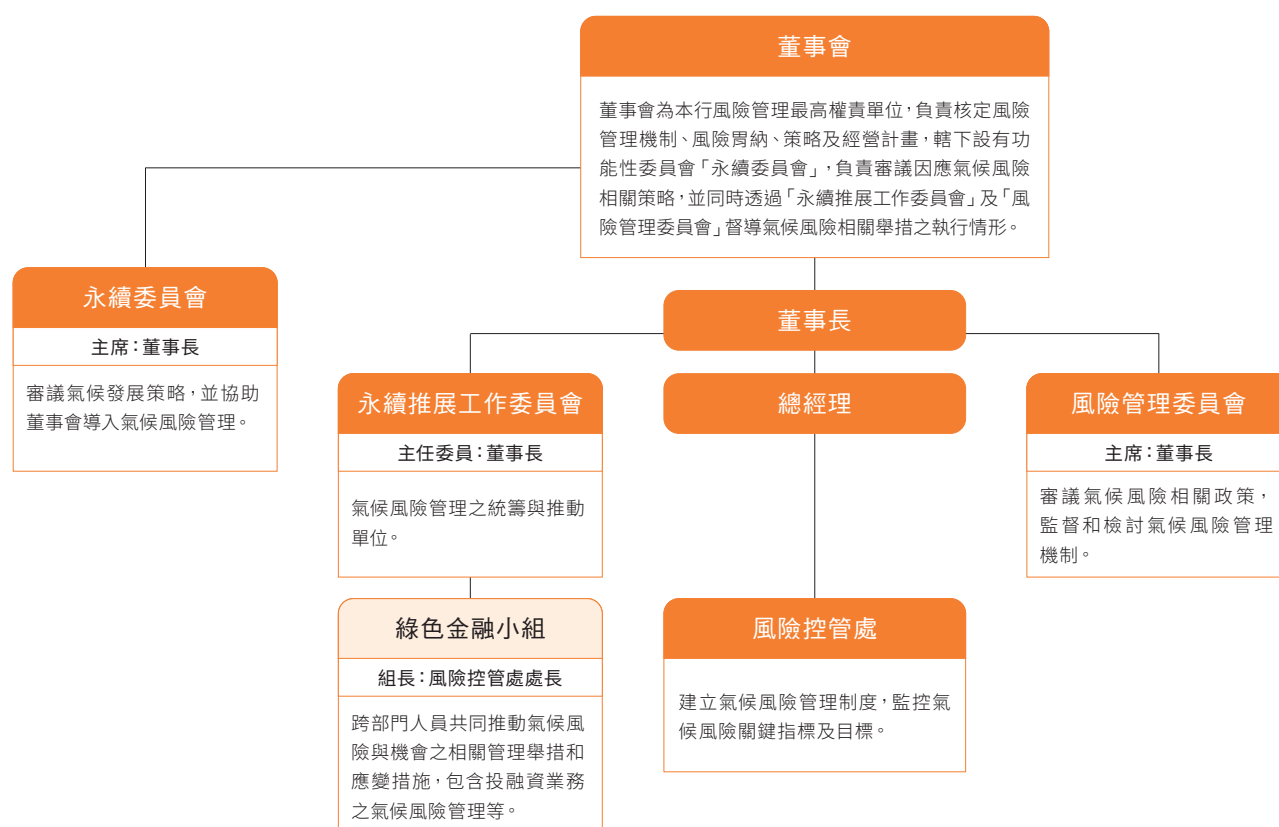 董事會
董事會為本行風險管理最高權責單位，負責核定風險
管理機制、風險胃納、策略及經營計畫，轄下設有功
能性委員會「永續委員會」，負責審議因應氣候風險
相關策略，並同時透過「永續推展工作委員會」及「風
險管理委員會」督導氣候風險相關舉措之執行情形。
永續委員會
主席：董事長
審議氣候發展策略，並協助
董事會導入氣候風險管理。
董事長
永續推展工作委員會
主任委員：董事長
氣候風險管理之統籌與推動
單位。
總經理
風險管理委員會
主席：董事長
審議氣候風險相關政策，
監督和檢討氣候風險管理
機制。
綠色金融小組
組長：風險控管處處長
跨部門人員共同推動氣候風
險與機會之相關管理舉措和
應變措施，包含投融資業務
之氣候風險管理等。
風險控管處
建立氣候風險管理制度，監控氣
候風險關鍵指標及目標。